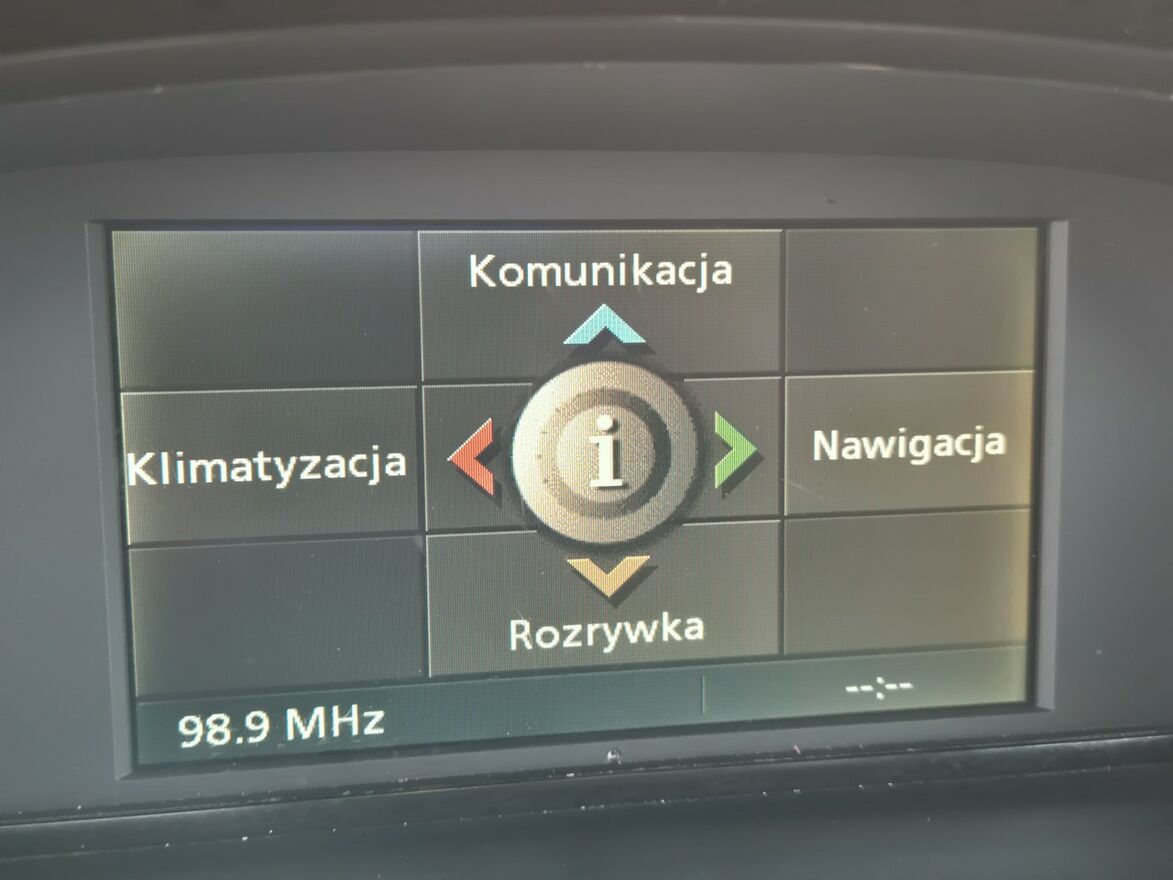 Komunikacja
i
Klimatyzacja
Nawigacja
Rozrywka
98.9 MHz
--:--